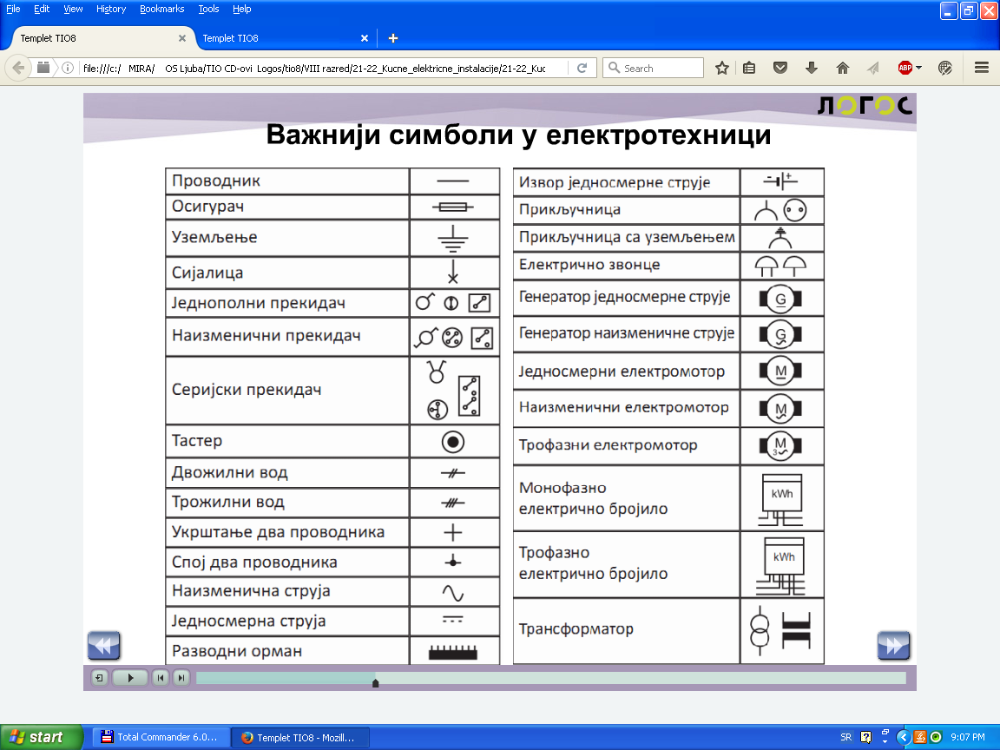 File Edit View History Bookmarks Tools Help
Templet TIO8
Templet TIO8
file:///c:/ MIRA/ OS Ljuba/TIO CD-ovi Logos/tio8/VIII razred/21-22_Kucne_elektricne_instalacije/21-22_Kuc
Search
ABP
ЛОГОС
Важнији симболи у електротехници
Проводник
Осигурач
Уземљење
Сијалица
Једнополни прекидач
Наизменични прекидач
Серијски прекидач
Тастер
Двожилни вод
Трожилни вод
Укрштање два проводника
Спој два проводника
Наизменична струја
Једносмерна струја
Разводни орман
Извор једносмерне струје
- +
Прикључница
Прикључница са уземљењем
Електрично звонце
Генератор једносмерне струје
G
Генератор наизменичне струје
G
Једносмерни електромотор
M
Наизменични електромотор
M
Трофазни електромотор
M
3
Монофазно
електрично бројило
kWh
Трофазно
електрично бројило
kWh
Трансформатор
start
Total Commander 6.0...
Templet TIO8 - Mozill...
SR
9:07 PM